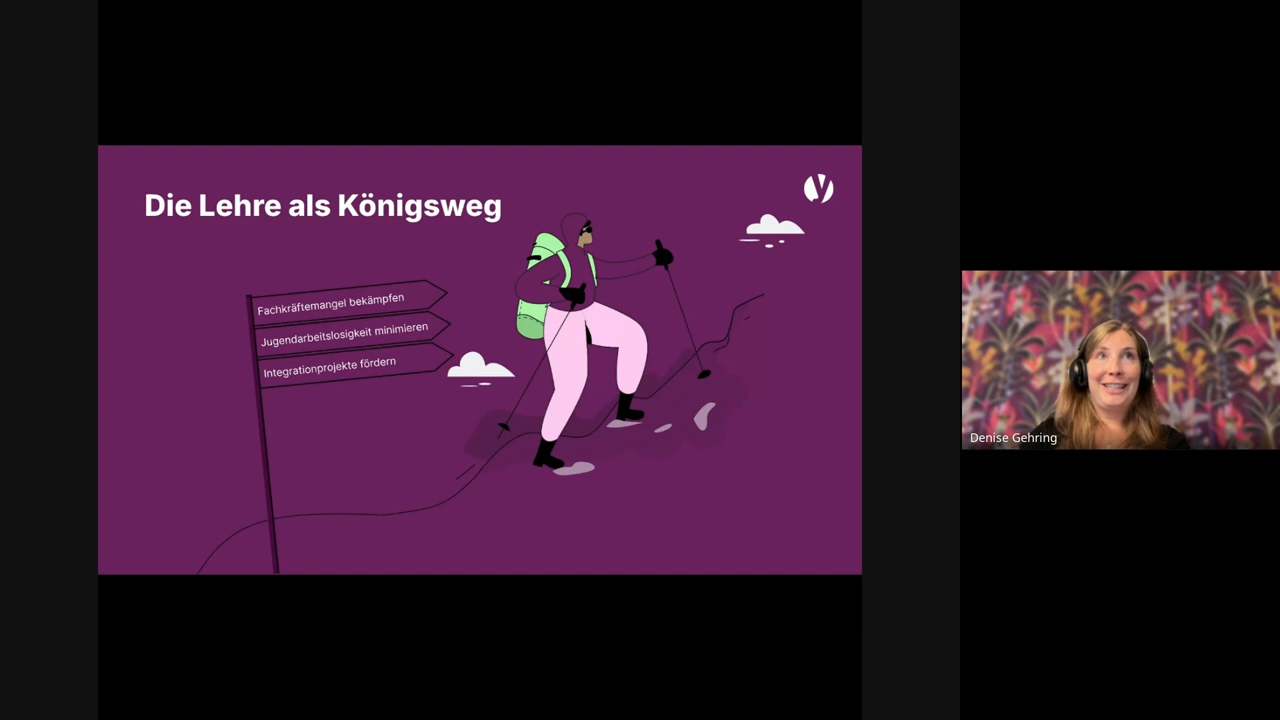 Die Lehre als Königsweg
Fachkräftemangel bekämpfen
Jugendarbeitslosigkeit minimieren
Integrationprojekte fördern
Denise Gehring